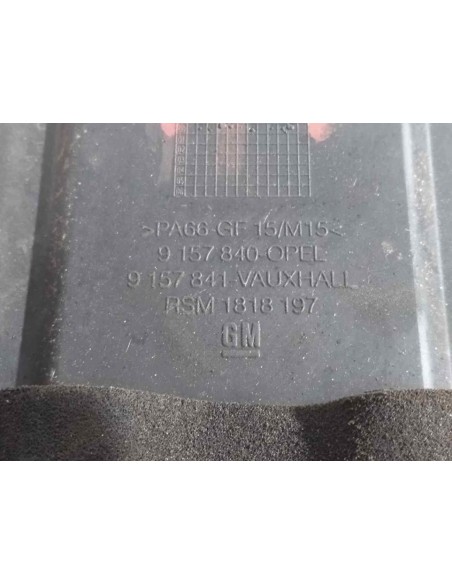 >PA66-GF 15/M15<
9 157 840-OPEL
9 157 841-VAUXHALL
RSM 1818 197
GM